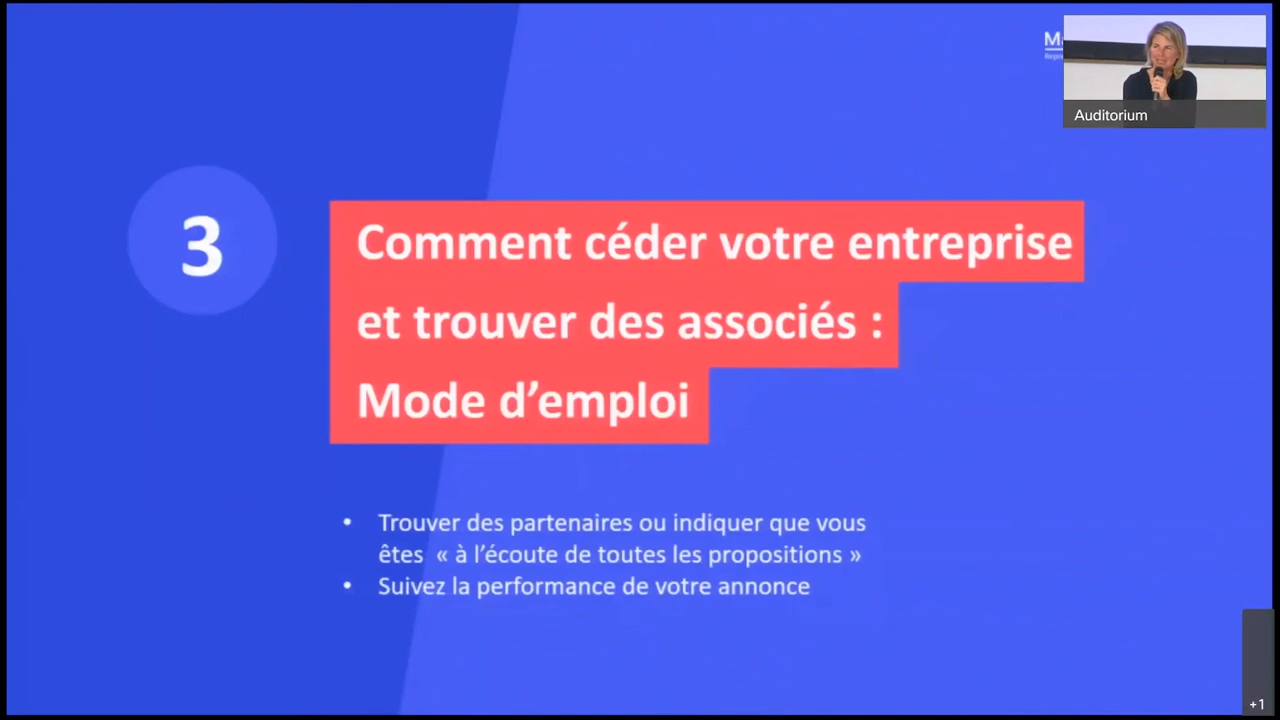 Auditorium
3
Comment céder votre entreprise
et trouver des associés :
Mode d’emploi
• Trouver des partenaires ou indiquer que vous
êtes « à l’écoute de toutes les propositions »
• Suivez la performance de votre annonce
+1